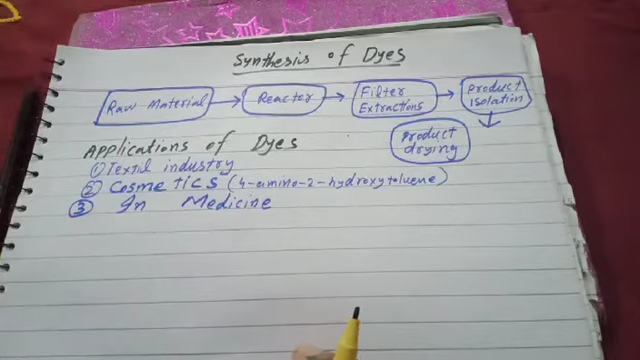 Synthesis of Dyes
Raw Material
Reactor
Filter
Extractions
Product
isolation
Product
drying
Applications of Dyes
① Textil industry
② Cosmetics (4-amino-2-hydroxytoluene)
③ In Medicine